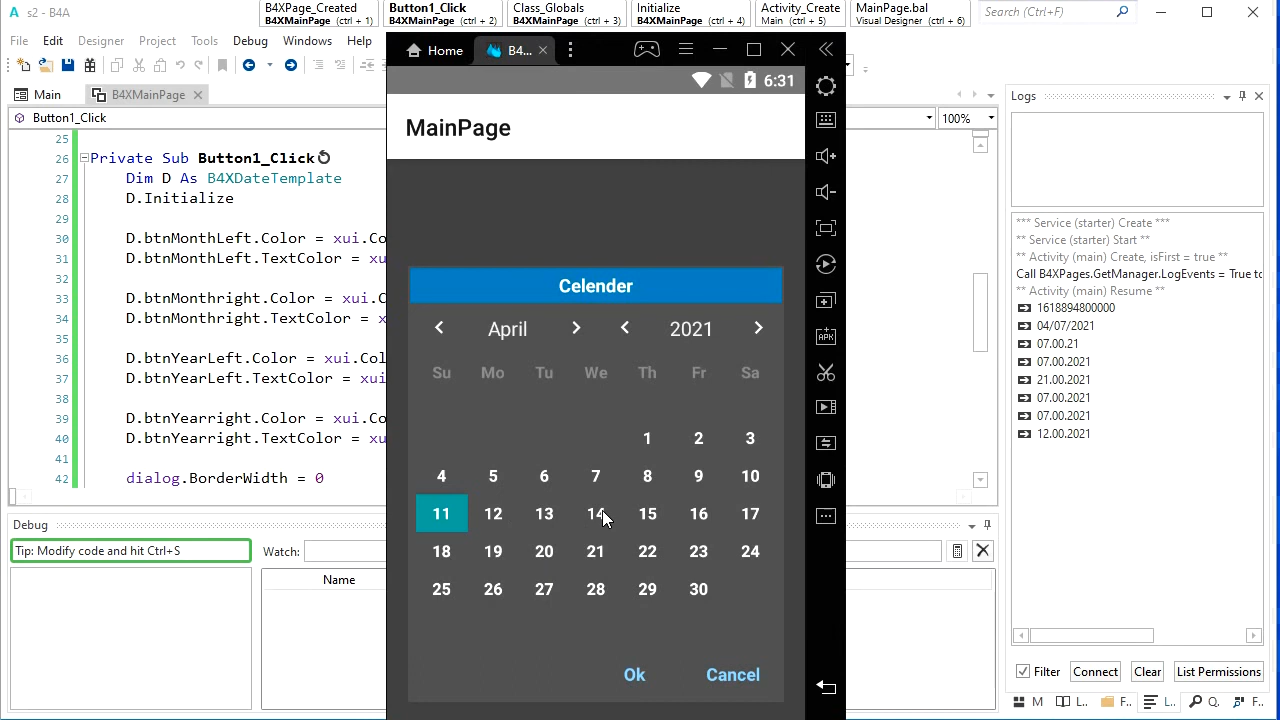 s2 - B4A
B4XPage_Created
B4XMainPage (ctrl + 1)
Button1_Click
B4XMainPage (ctrl + 2)
Class_Globals
B4XMainPage (ctrl + 3)
Initialize
B4XMainPage (ctrl + 4)
Activity_Create
Main (ctrl + 5)
MainPage.bal
Visual Designer (ctrl + 6)
Search (Ctrl+F)
File Edit Designer Project Tools Debug Windows Help
Main
B4XMainPage
Button1_Click
100%
25
26 Private Sub Button1_Click
27 Dim D As B4XDateTemplate
28 D.Initialize
29
30 D.btnMonthLeft.Color = xui.Co
31 D.btnMonthLeft.TextColor = xu
32
33 D.btnMonthright.Color = xui.C
34 D.btnMonthright.TextColor = x
35
36 D.btnYearLeft.Color = xui.Co
37 D.btnYearLeft.TextColor = xui
38
39 D.btnYearright.Color = xui.Co
40 D.btnYearright.TextColor = xu
41
42 dialog.BorderWidth = 0
Home
B4...
6:31
MainPage
Celender
April 2021
Su Mo Tu We Th Fr Sa
1 2 3
4 5 6 7 8 9 10
11 12 13 14 15 16 17
18 19 20 21 22 23 24
25 26 27 28 29 30
Ok Cancel
APK
Logs
*** Service (starter) Create ***
** Service (starter) Start **
** Activity (main) Create, isFirst = true **
Call B4XPages.GetManager.LogEvents = True to
** Activity (main) Resume **
1618894800000
04/07/2021
07.00.21
07.00.2021
21.00.2021
07.00.2021
07.00.2021
12.00.2021
Filter
Connect
Clear
List Permissions
M L.. F.. L.. Q. F..
Debug
Tip: Modify code and hit Ctrl+S
Watch:
Name